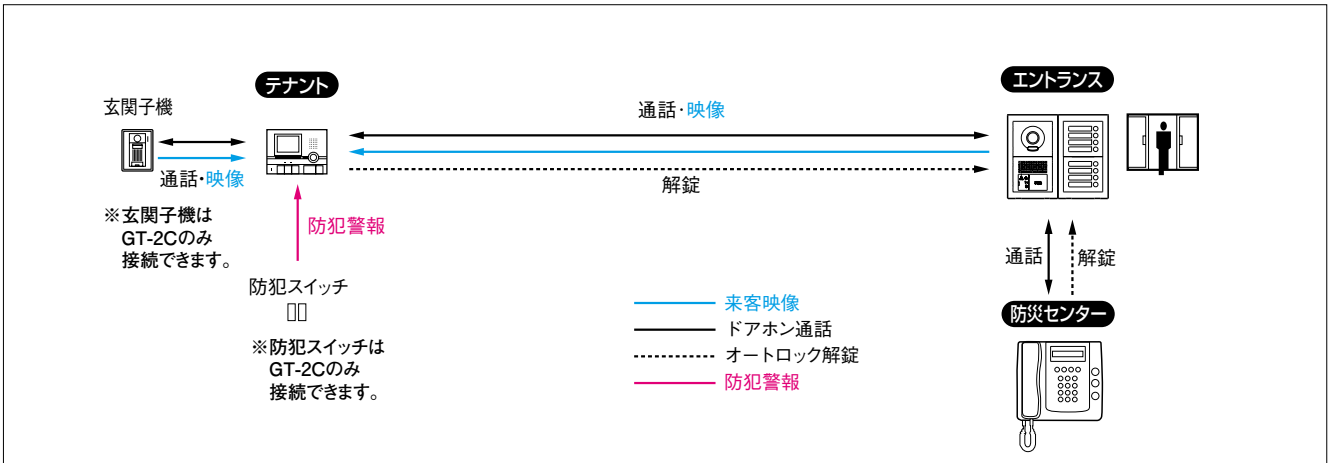 テナント
エントランス
玄関子機
通話・映像
通話・映像
解錠
※玄関子機は
GT-2Cのみ
接続できます。
防犯警報
防犯スイッチ
※防犯スイッチは
GT-2Cのみ
接続できます。
来客映像
ドアホン通話
オートロック解錠
防犯警報
通話
解錠
防災センター